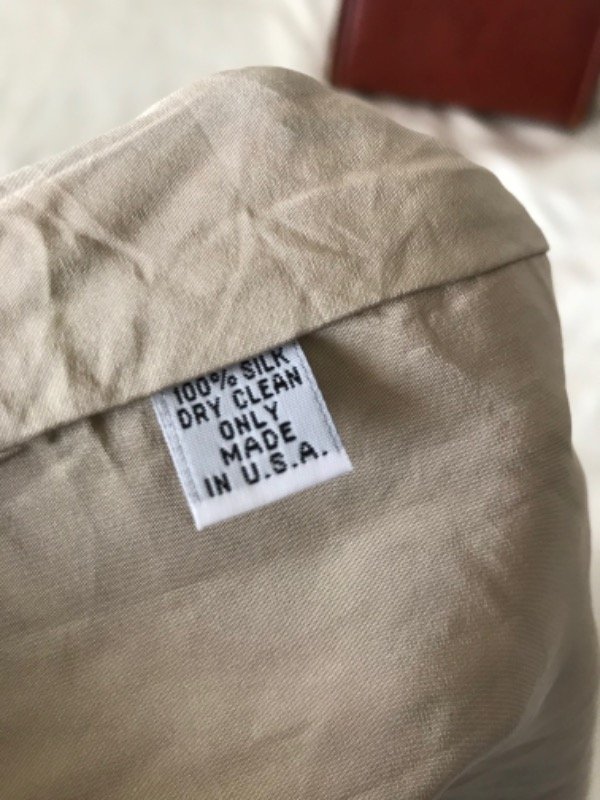 100% SILK
DRY CLEAN
ONLY
MADE
IN U.S.A.